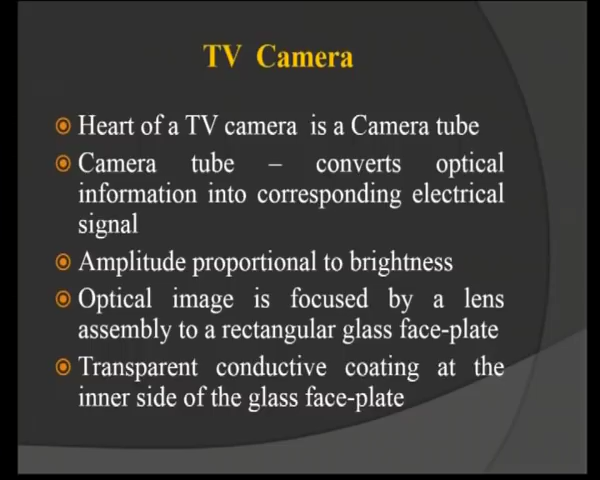 TV Camera
Heart of a TV camera is a Camera tube
Camera tube – converts optical
information into corresponding electrical
signal
Amplitude proportional to brightness
Optical image is focused by a lens
assembly to a rectangular glass face-plate
Transparent conductive coating at the
inner side of the glass face-plate